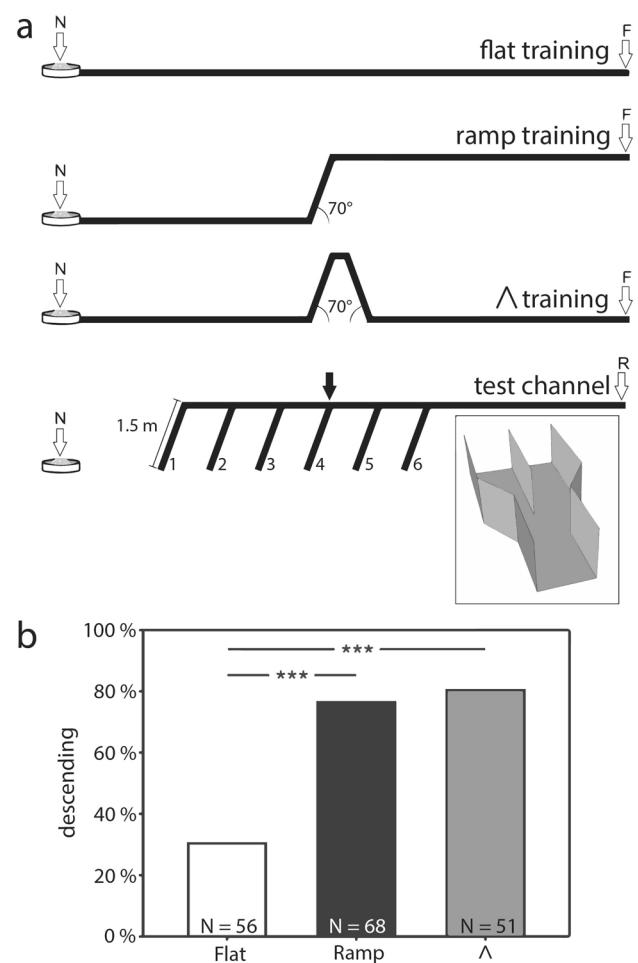 a
N
F
flat training
N
F
ramp training
70°
N
F
70°
Λ training
N
R
test channel
1.5 m
1 2 3 4 5 6
b
100 %
80 %
60 %
40 %
20 %
0 %
descending
***
***
N = 56 N = 68 N = 51
Flat Ramp Λ